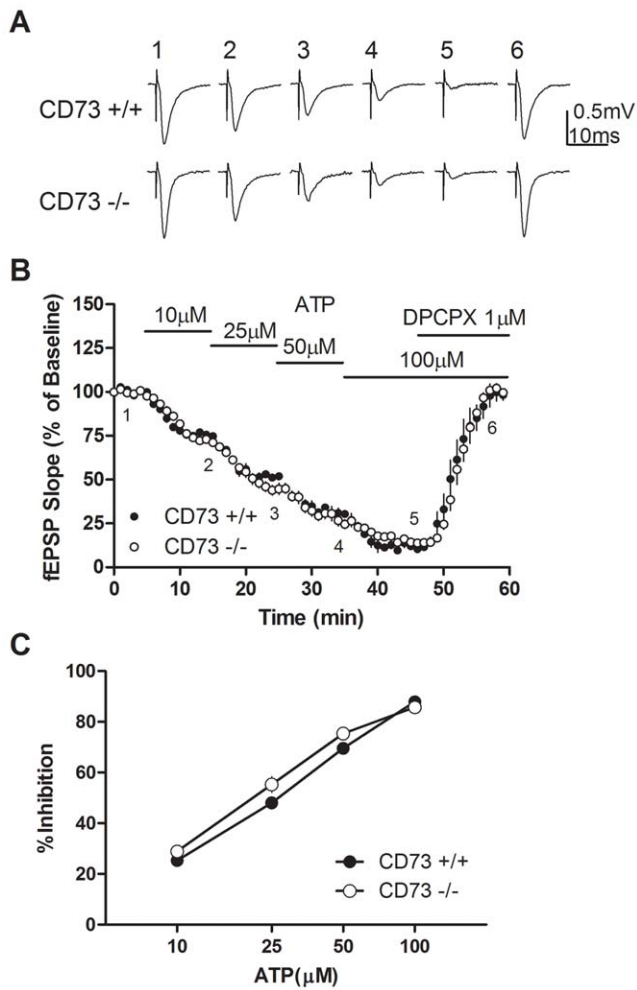 A
1 2 3 4 5 6
CD73 +/+
0.5mV
10ms
CD73 -/-
B
150
125
100
75
50
25
0
fEPSP Slope (% of Baseline)
10μM
25μM
ATP
50μM
DPCPX 1μM
100μM
1
2
3
4
5
6
CD73 +/+
CD73 -/-
0 10 20 30 40 50 60
Time (min)
C
100
80
60
40
20
0
%Inhibition
CD73 +/+
CD73 -/-
10 25 50 100
ATP(μM)